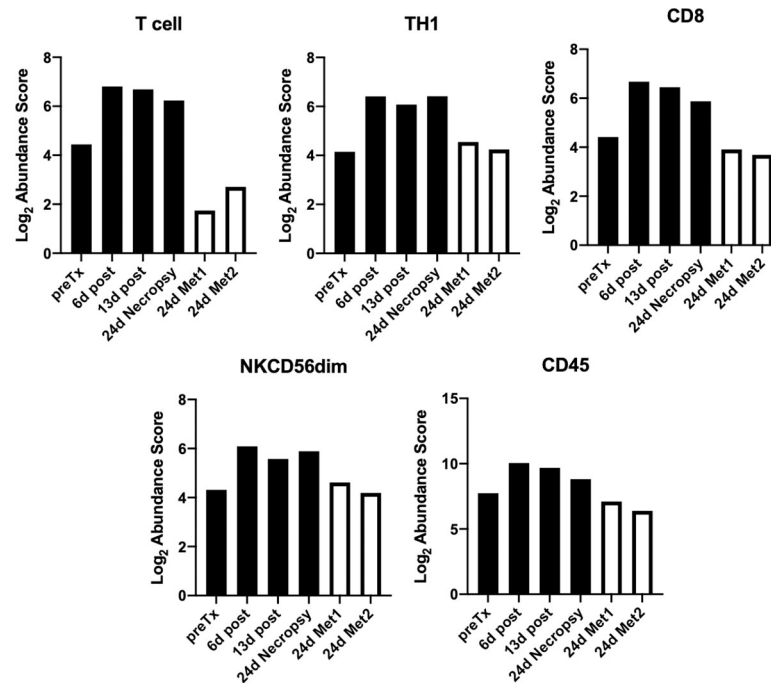 T cell
Log₂ Abundance Score
8
6
4
2
0
preTx
6d post
13d post
24d Necropsy
24d Met1
24d Met2
TH1
Log₂ Abundance Score
8
6
4
2
0
preTx
6d post
13d post
24d Necropsy
24d Met1
24d Met2
CD8
Log₂ Abundance Score
8
6
4
2
0
preTx
6d post
13d post
24d Necropsy
24d Met1
24d Met2
NKCD56dim
Log₂ Abundance Score
8
6
4
2
0
preTx
6d post
13d post
24d Necropsy
24d Met1
24d Met2
CD45
Log₂ Abundance Score
15
10
5
0
preTx
6d post
13d post
24d Necropsy
24d Met1
24d Met2